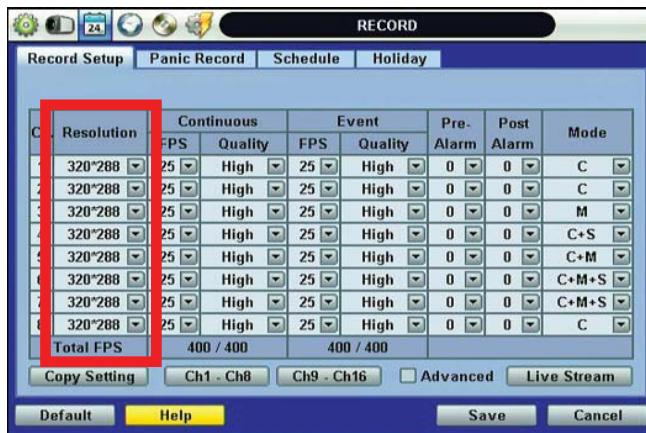 24
RECORD
Record Setup Panic Record Schedule Holiday
Resolution Continuous Event Pre-Alarm Post Alarm Mode
FPS Quality FPS Quality
320*288 25 High 25 High 0 0 C
320*288 25 High 25 High 0 0 C
320*288 25 High 25 High 0 0 M
320*288 25 High 25 High 0 0 C+S
320*288 25 High 25 High 0 0 C+M
320*288 25 High 25 High 0 0 C+M+S
320*288 25 High 25 High 0 0 C+M+S
320*288 25 High 25 High 0 0 C
Total FPS 400 / 400 400 / 400
Copy Setting Ch1 - Ch8 Ch9 - Ch16 Advanced Live Stream
Default Help Save Cancel